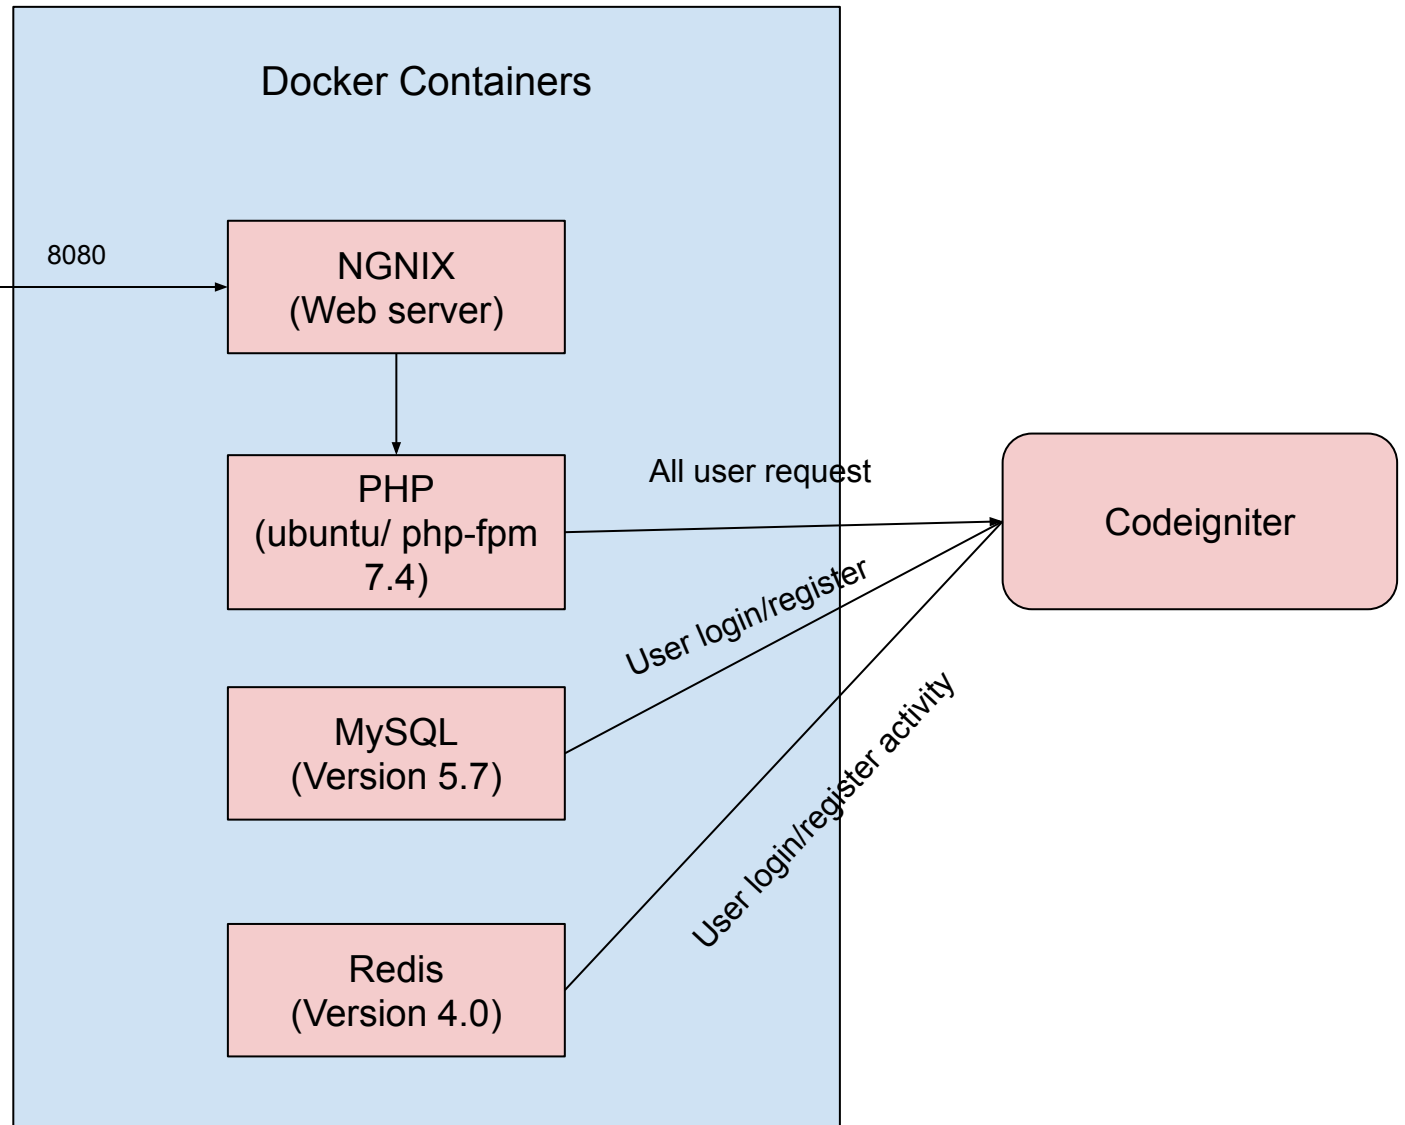 Docker Containers
8080
NGNIX
(Web server)
PHP
(ubuntu/ php-fpm
7.4)
All user request
Codeigniter
User login/register
MySQL
(Version 5.7)
User login/register activity
Redis
(Version 4.0)